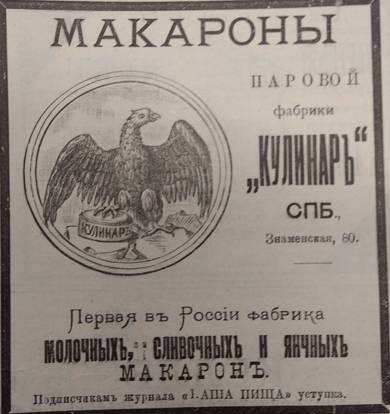 МАКАРОНЫ
ПАРОВОЙ
фабрики
„КУЛИНАРЪ“
СПБ.,
Знаменская, 80.
КУЛИНАРЪ
Первая въ Россіи фабрика
МОЛОЧНЫХЪ, СЛИВОЧНЫХЪ И ЯИЧНЫХЪ
МАКАРОНЪ.
Подписчикамъ журнала «НАША ПИЩА» уступка.